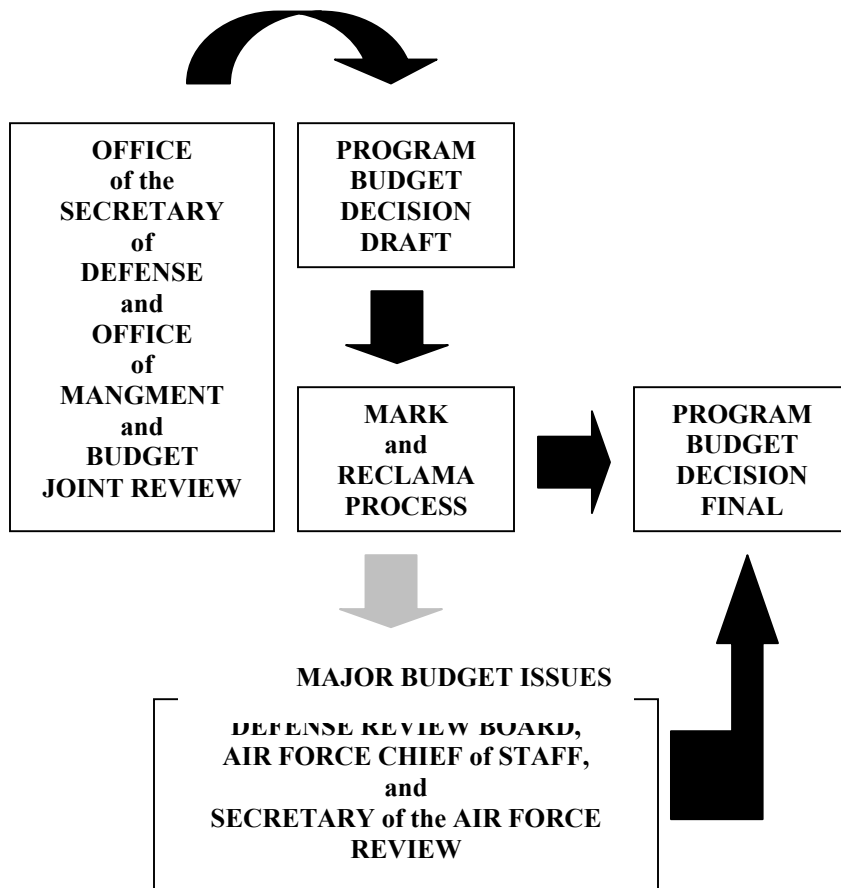 OFFICE
of the
SECRETARY
of
DEFENSE
and
OFFICE
of
MANGMENT
and
BUDGET
JOINT REVIEW
PROGRAM
BUDGET
DECISION
DRAFT
MARK
and
RECLAMA
PROCESS
PROGRAM
BUDGET
DECISION
FINAL
MAJOR BUDGET ISSUES
DEFENSE REVIEW BOARD,
AIR FORCE CHIEF of STAFF,
and
SECRETARY of the AIR FORCE
REVIEW